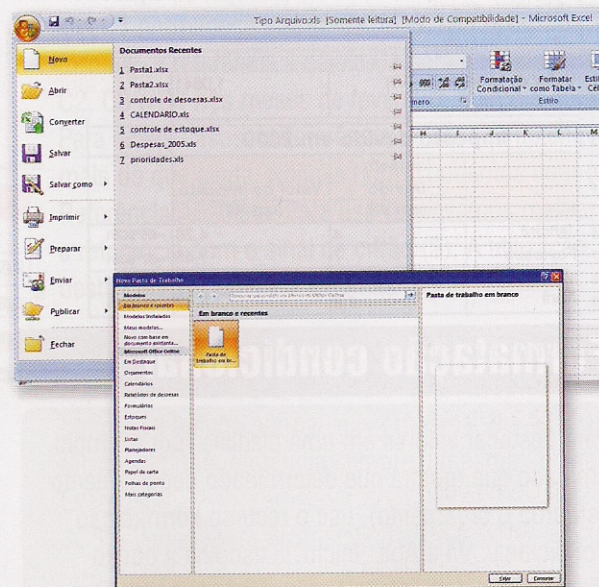 Tipo Arquivo.xls [Somente leitura] [Modo de Compatibilidade] - Microsoft Excel
Novo
Abrir
Converter
Salvar
Salvar como
Imprimir
Preparar
Enviar
Publicar
Fechar
Documentos Recentes
1 Pasta1.xlsx
2 Pasta2.xlsx
3 controle de desoesas.xlsx
4 CALENDARIO.xls
5 controle de estoque.xlsx
6 Despesas_2005.xls
7 prioridades.xls
Formatação
Condicional
Formatar
como Tabela
Estilo
H I J K L M
Nova Pasta de Trabalho
Modelos
Em branco e recentes
Modelos Instalados
Meus modelos...
Novo com base em
documento existente...
Microsoft Office Online
Em Destaque
Orçamentos
Calendários
Relatórios de despesas
Formulários
Estoques
Notas Fiscais
Listas
Planejadores
Agendas
Papel de carta
Folhas de ponto
Mais categorias
Em branco e recentes
Pasta de
trabalho em br...
Pasta de trabalho em branco
Criar
Cancelar